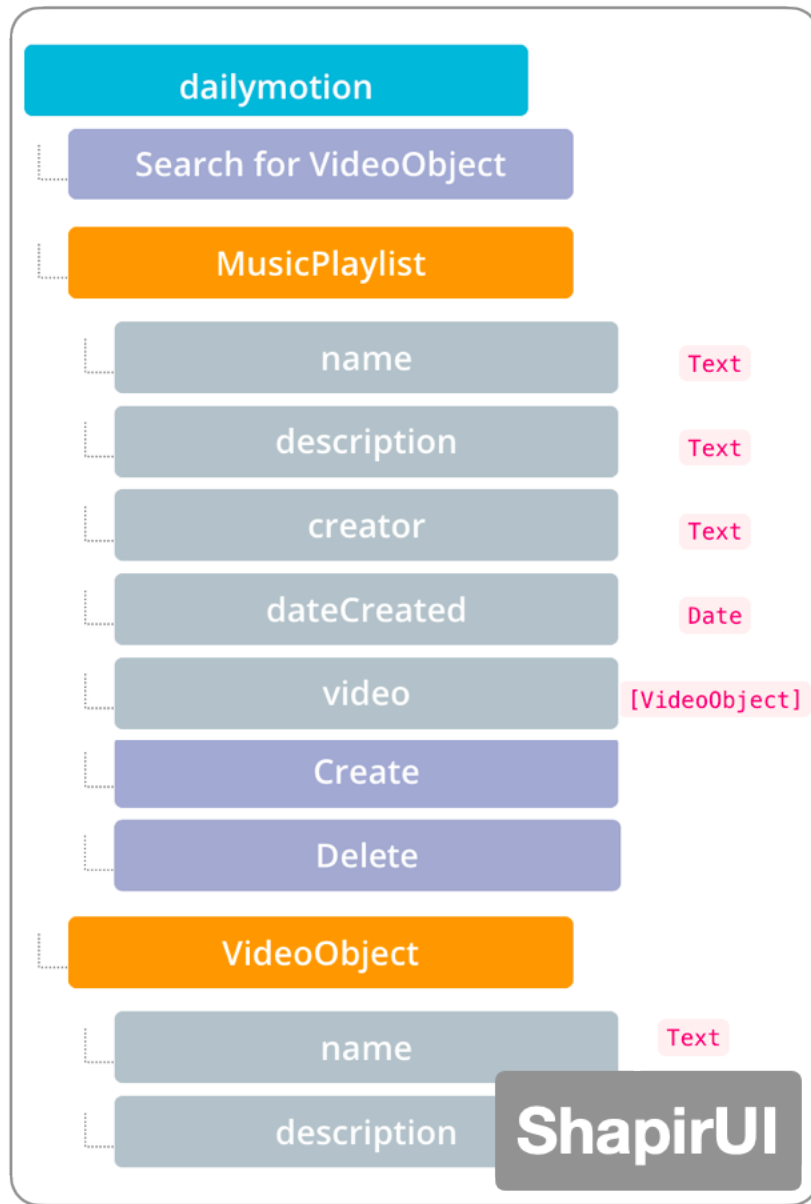 dailymotion
Search for VideoObject
MusicPlaylist
name Text
description Text
creator Text
dateCreated Date
video [VideoObject]
Create
Delete
VideoObject
name Text
description
ShapirUI